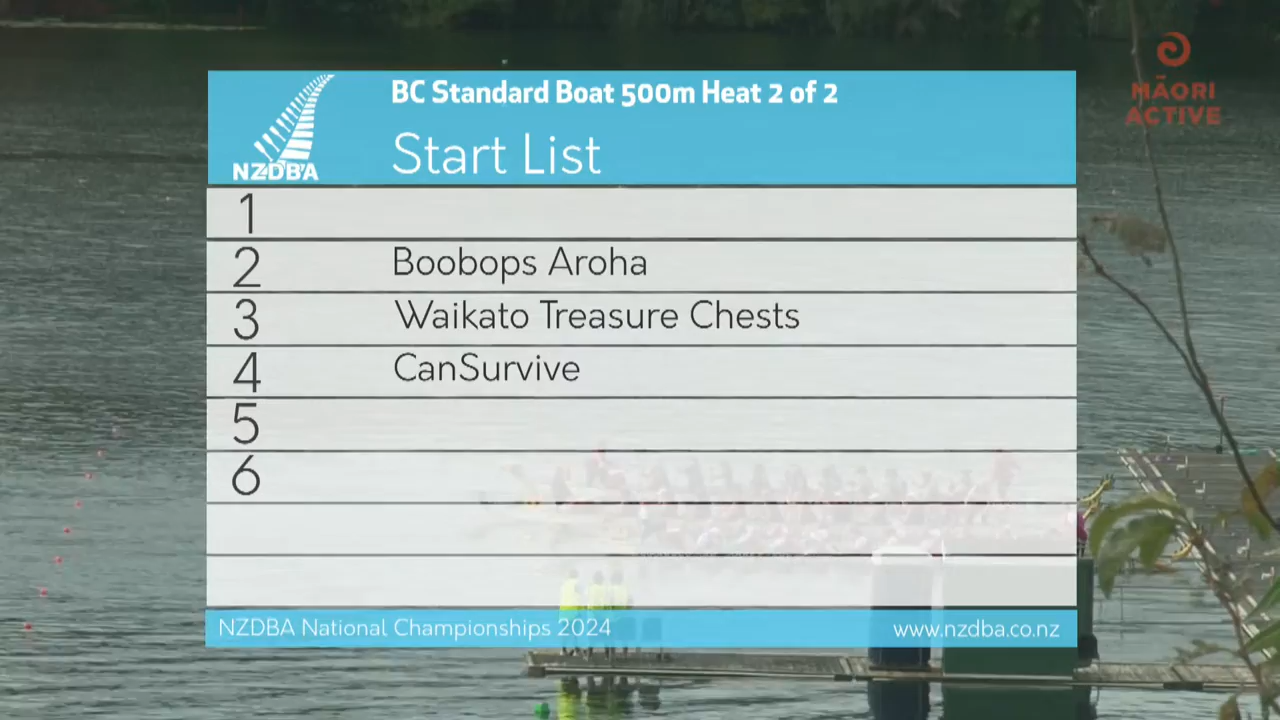 BC Standard Boat 500m Heat 2 of 2
NZDBA
Start List
MĀORI
ACTIVE
1
2 Boobops Aroha
3 Waikato Treasure Chests
4 CanSurvive
5
6
NZDBA National Championships 2024
www.nzdba.co.nz